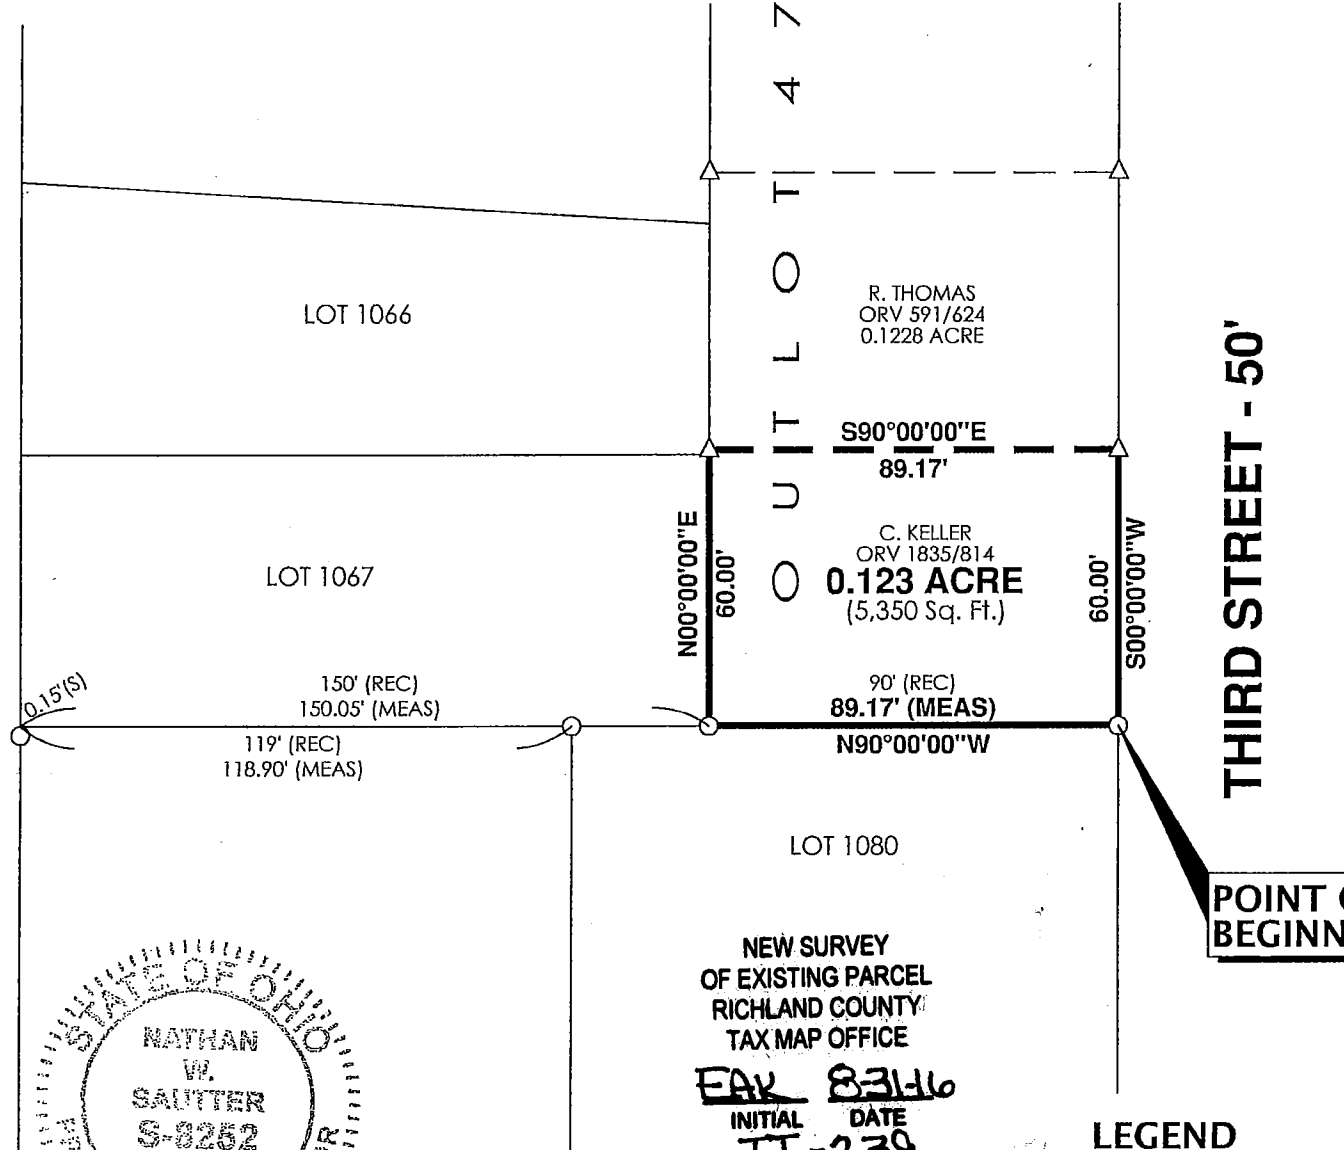 OUTLOT 47
LOT 1066
R. THOMAS
ORV 591/624
0.1228 ACRE
THIRD STREET - 50'
S90°00'00"E
89.17'
N00°00'00"E
60.00'
C. KELLER
ORV 1835/814
0.123 ACRE
(5,350 Sq. Ft.)
60.00'
S00°00'00"W
LOT 1067
0.15'(S)
150' (REC)
150.05' (MEAS)
119' (REC)
118.90' (MEAS)
90' (REC)
89.17' (MEAS)
N90°00'00"W
LOT 1080
POINT
BEGINN
NEW SURVEY
OF EXISTING PARCEL
RICHLAND COUNTY
TAX MAP OFFICE
EAK 8-31-16
INITIAL DATE
STATE OF OHIO
NATHAN
W.
SAUTTER
S-8252
LEGEND